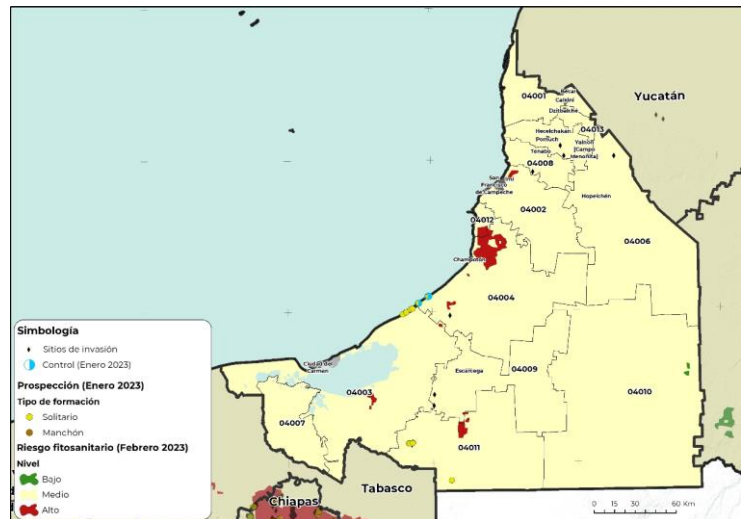 Yucatán
04001
Calkiní
Dzitbalché
04013
Hecelchakán
Pomuch
Tenabo
04008
San Francisco de Campeche
04002
Hopelchén
04012
04006
Champotón
04004
Escárcega
04009
04010
Ciudad del Carmen
04003
04007
04011
Tabasco
Chiapas
Simbología
Sitios de invasión
Control (Enero 2023)
Prospección (Enero 2023)
Tipo de formación
Solitario
Manchón
Riesgo fitosanitario (Febrero 2023)
Nivel
Bajo
Medio
Alto
0 15 30 60 Km